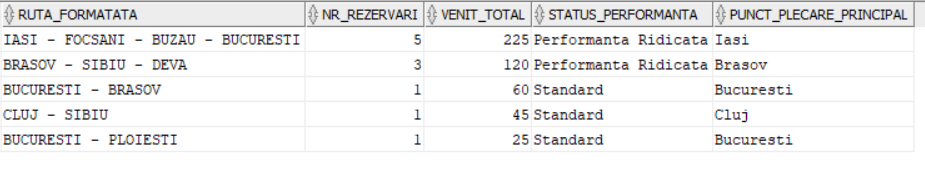 RUTA_FORMATATA NR_REZERVARI VENIT_TOTAL STATUS_PERFORMANTA PUNCT_PLECARE_PRINCIPAL
IASI - FOCSANI - BUZAU - BUCURESTI 5 225 Performanta Ridicata Iasi
BRASOV - SIBIU - DEVA 3 120 Performanta Ridicata Brasov
BUCURESTI - BRASOV 1 60 Standard Bucuresti
CLUJ - SIBIU 1 45 Standard Cluj
BUCURESTI - PLOIESTI 1 25 Standard Bucuresti